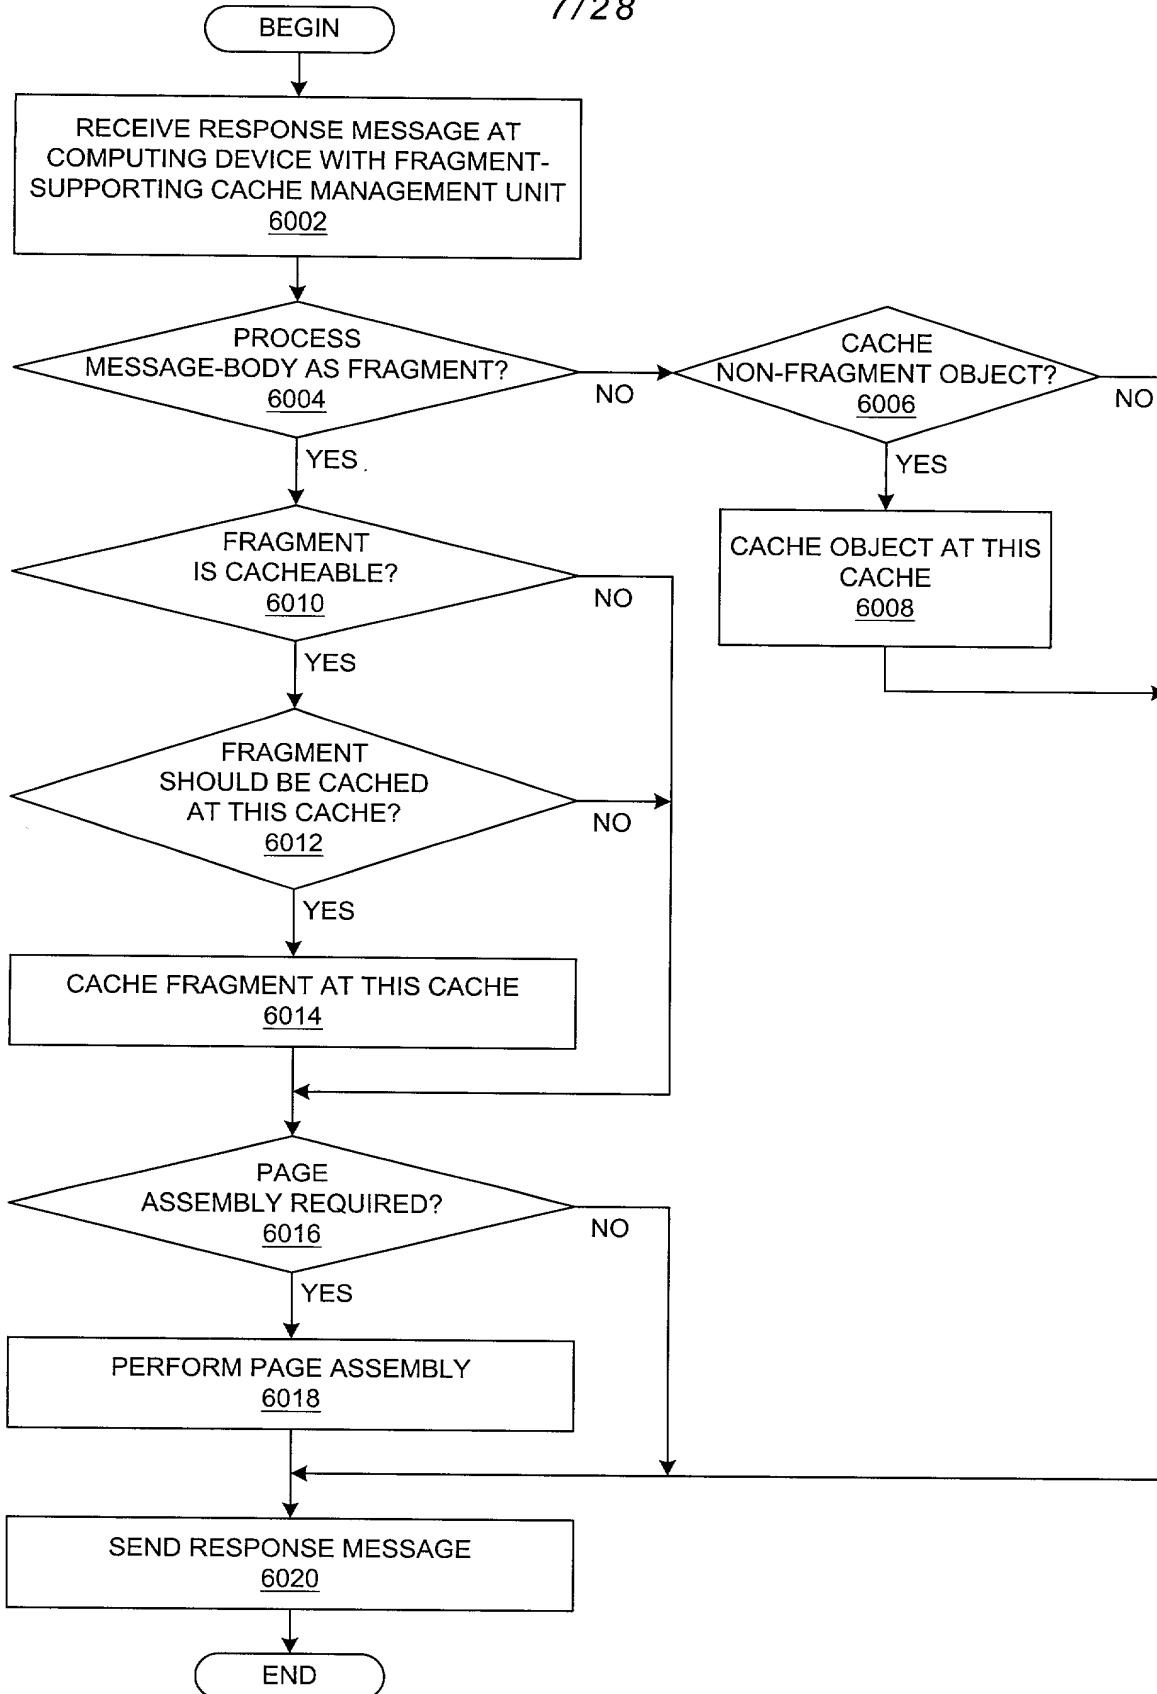 7/28
BEGIN
RECEIVE RESPONSE MESSAGE AT
COMPUTING DEVICE WITH FRAGMENT-
SUPPORTING CACHE MANAGEMENT UNIT
6002
PROCESS
MESSAGE-BODY AS FRAGMENT?
6004
NO
YES
CACHE
NON-FRAGMENT OBJECT?
6006
NO
YES
CACHE OBJECT AT THIS
CACHE
6008
FRAGMENT
IS CACHEABLE?
6010
NO
YES
FRAGMENT
SHOULD BE CACHED
AT THIS CACHE?
6012
NO
YES
CACHE FRAGMENT AT THIS CACHE
6014
PAGE
ASSEMBLY REQUIRED?
6016
NO
YES
PERFORM PAGE ASSEMBLY
6018
SEND RESPONSE MESSAGE
6020
END